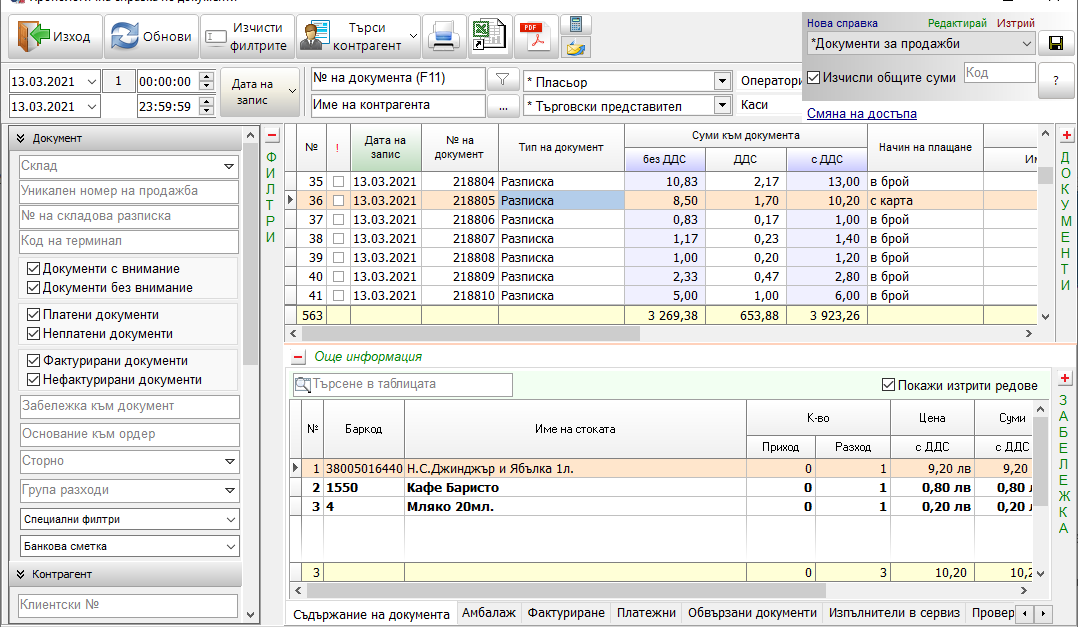 Изход
Обнови
Изчисти филтрите
Търси контрагент
PDF
Нова справка Редактирай Изтрий
*Документи за продажби
Изчисли общите суми Код ?
Смяна на достъпа
13.03.2021 1 00:00:00
13.03.2021 23:59:59
Дата на запис
№ на документа (F11)
Име на контрагента ...
* Пласьор
* Търговски представител
Каси
Документ
Склад
Уникален номер на продажба
№ на складова разписка
Код на терминал
Документи с внимание
Документи без внимание
Платени документи
Неплатени документи
Фактурирани документи
Нефактурирани документи
Забележка към документ
Основание към ордер
Сторно
Група разходи
Специални филтри
Банкова сметка
Контрагент
Клиентски №
ФИЛТРИ
№ ! Дата на запис № на документ Тип на документ Суми към документа Начин на плащане
без ДДС ДДС с ДДС
35 13.03.2021 218804 Разписка 10,83 2,17 13,00 в брой
36 13.03.2021 218805 Разписка 8,50 1,70 10,20 с карта
37 13.03.2021 218806 Разписка 0,83 0,17 1,00 в брой
38 13.03.2021 218807 Разписка 1,17 0,23 1,40 в брой
39 13.03.2021 218808 Разписка 1,00 0,20 1,20 в брой
40 13.03.2021 218809 Разписка 2,33 0,47 2,80 в брой
41 13.03.2021 218810 Разписка 5,00 1,00 6,00 в брой
563 3 269,38 653,88 3 923,26
ДОКУМЕНТИ
Още информация
Търсене в таблицата
Покажи изтрити редове
№ Баркод Име на стоката К-во Цена Суми
Приход Разход с ДДС с ДДС
1 38005016440 Н.С.Джинджър и Ябълка 1л. 0 1 9,20 лв 9,20
2 1550 Кафе Баристо 0 1 0,80 лв 0,80
3 4 Мляко 20мл. 0 1 0,20 лв 0,20
3 0 3 10,20
ЗАБЕЛЕЖКА
Съдържание на документа Амбалаж Фактуриране Платежни Обвързани документи Изпълнители в сервиз